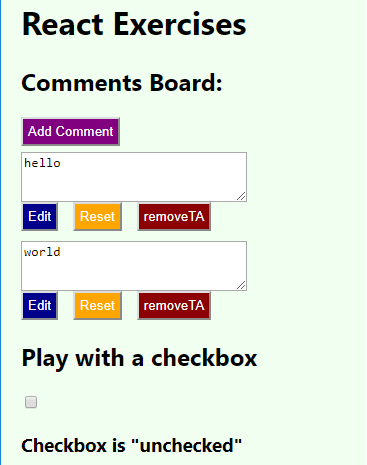 React Exercises
Comments Board:
Add Comment
hello
Edit Reset removeTA
world
Edit Reset removeTA
Play with a checkbox
Checkbox is "unchecked"